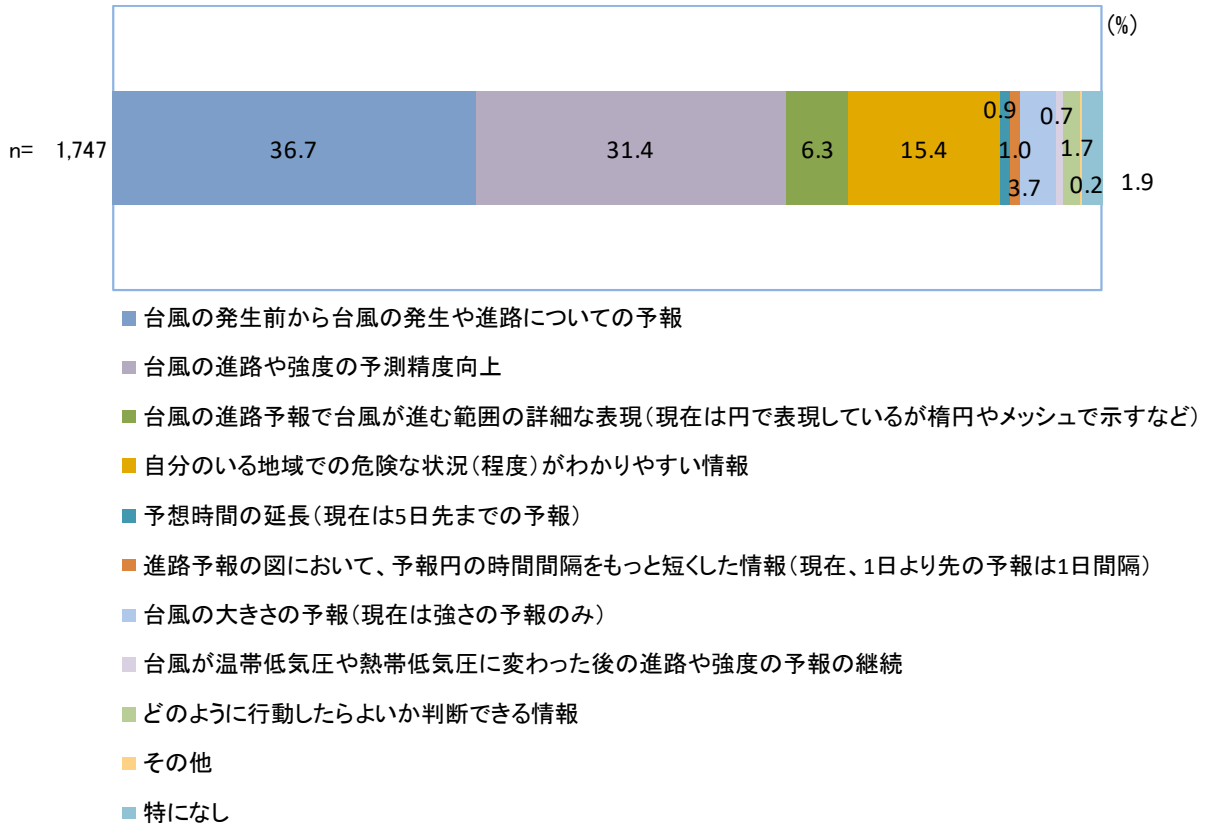 (%)
n= 1,747
36.7 31.4 6.3 15.4 0.9 1.0 3.7 0.7 1.7 0.2 1.9
台風の発生前から台風の発生や進路についての予報
台風の進路や強度の予測精度向上
台風の進路予報で台風が進む範囲の詳細な表現(現在は円で表現しているが楕円やメッシュで示すなど)
自分のいる地域での危険な状況(程度)がわかりやすい情報
予想時間の延長(現在は5日先までの予報)
進路予報の図において、予報円の時間間隔をもっと短くした情報(現在、1日より先の予報は1日間隔)
台風の大きさの予報(現在は強さの予報のみ)
台風が温帯低気圧や熱帯低気圧に変わった後の進路や強度の予報の継続
どのように行動したらよいか判断できる情報
その他
特になし